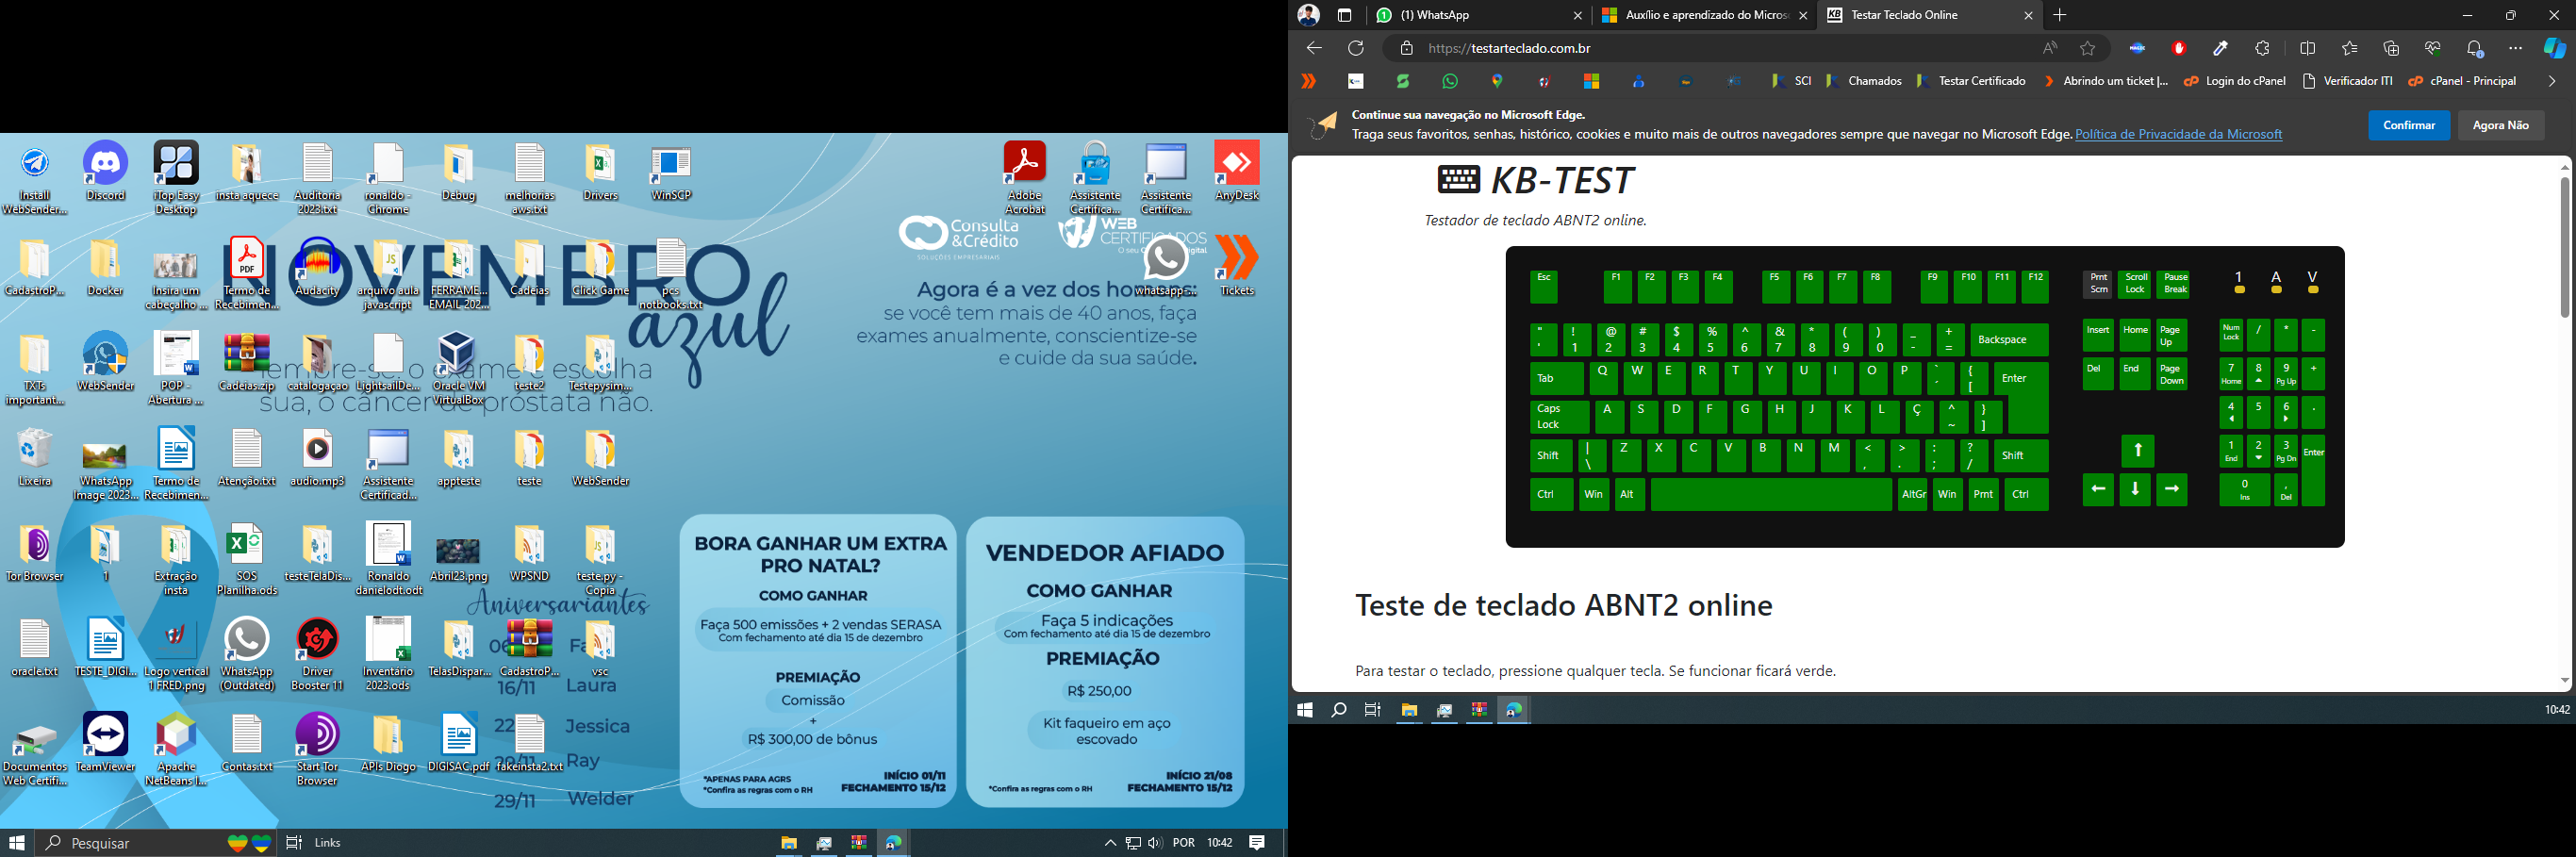 Install WebSender...
Discord
iTop Easy Desktop
insta aquece
Auditoria 2023.txt
ronaldo - Chrome
Debug
melhorias aws.txt
Drivers
WinSCP
Adobe Acrobat
Assistente Certifica...
Assistente Certifica...
AnyDesk
Consulta &Crédito
SOLUÇÕES EMPRESARIAIS
WEB CERTIFICADOS
NOVEMBRO
azul
CadastroP...
Docker
Insira um cabeçalho ...
Termo de Recebimen...
Audacity
arquivo aula javascript
FERRAME... EMAIL 202...
Cadeias
Click Game
pcs notbooks.txt
whatsapp-...
Tickets
Agora é a vez dos homens:
se você tem mais de 40 anos, faça
exames anualmente, conscientize-se
e cuide da sua saúde.
TXTs important...
WebSender
POP - Abertura ...
Cadeias.zip
catalogaçao
LightsailDe...
Oracle VM VirtualBox
teste2
Testepysim...
lembre-se: o exame é escolha
sua, o câncer de próstata não.
Lixeira
WhatsApp Image 2023...
Termo de Recebimen...
Atenção.txt
audio.mp3
Assistente Certificad...
appteste
teste
WebSender
Tor Browser
1
Extração insta
SOS Planilha.ods
testeTelaDis...
Ronaldo danielodt.odt
Abril23.png
WPSND
teste.py - Copia
Aniversariantes
oracle.txt
TESTE_DIGI...
Logo vertical 1 FRED.png
WhatsApp (Outdated)
Driver Booster 11
Inventário 2023.ods
TelasDispar...
CadastroP...
vsc
16/11 Laura
22 Jessica
Ray
29/11 Welder
Documentos Web Certifi...
TeamViewer
Apache NetBeans I...
Contas.txt
Start Tor Browser
APIs Diogo
DIGISAC.pdf
fakeinsta2.txt
BORA GANHAR UM EXTRA
PRO NATAL?
COMO GANHAR
Faça 500 emissões + 2 vendas SERASA
Com fechamento até dia 15 de dezembro
PREMIAÇÃO
Comissão
+
R$ 300,00 de bônus
*APENAS PARA AGRS
*Confira as regras com o RH
INÍCIO 01/11
FECHAMENTO 15/12
VENDEDOR AFIADO
COMO GANHAR
Faça 5 indicações
Com fechamento até dia 15 de dezembro
PREMIAÇÃO
R$ 250,00
Kit faqueiro em aço
escovado
*Confira as regras com o RH
INÍCIO 21/08
FECHAMENTO 15/12
Pesquisar
Links
POR 10:42
(1) WhatsApp
Auxílio e aprendizado do Micros
Testar Teclado Online
https://testarteclado.com.br
SCI Chamados Testar Certificado Abrindo um ticket |... Login do cPanel Verificador ITI cPanel - Principal
Continue sua navegação no Microsoft Edge.
Traga seus favoritos, senhas, histórico, cookies e muito mais de outros navegadores sempre que navegar no Microsoft Edge. Política de Privacidade da Microsoft
Confirmar Agora Não
KB-TEST
Testador de teclado ABNT2 online.
Esc F1 F2 F3 F4 F5 F6 F7 F8 F9 F10 F11 F12 Prnt Scrn Scroll Lock Pause Break 1 A V
" ' ! 1 @ 2 # 3 $ 4 % 5 ^ 6 & 7 * 8 ( 9 ) 0 _ - + = Backspace Insert Home Page Up Num Lock / * -
Tab Q W E R T Y U I O P ` ´ { [ Enter Del End Page Down 7 Home 8 9 Pg Up +
Caps Lock A S D F G H J K L Ç ^ ~ } ] 4 5 6 .
Shift | \ Z X C V B N M < , > . : ; ? / Shift 1 End 2 3 Pg Dn Enter
Ctrl Win Alt AltGr Win Prnt Ctrl 0 Ins , Del
Teste de teclado ABNT2 online
Para testar o teclado, pressione qualquer tecla. Se funcionar ficará verde.
10:42